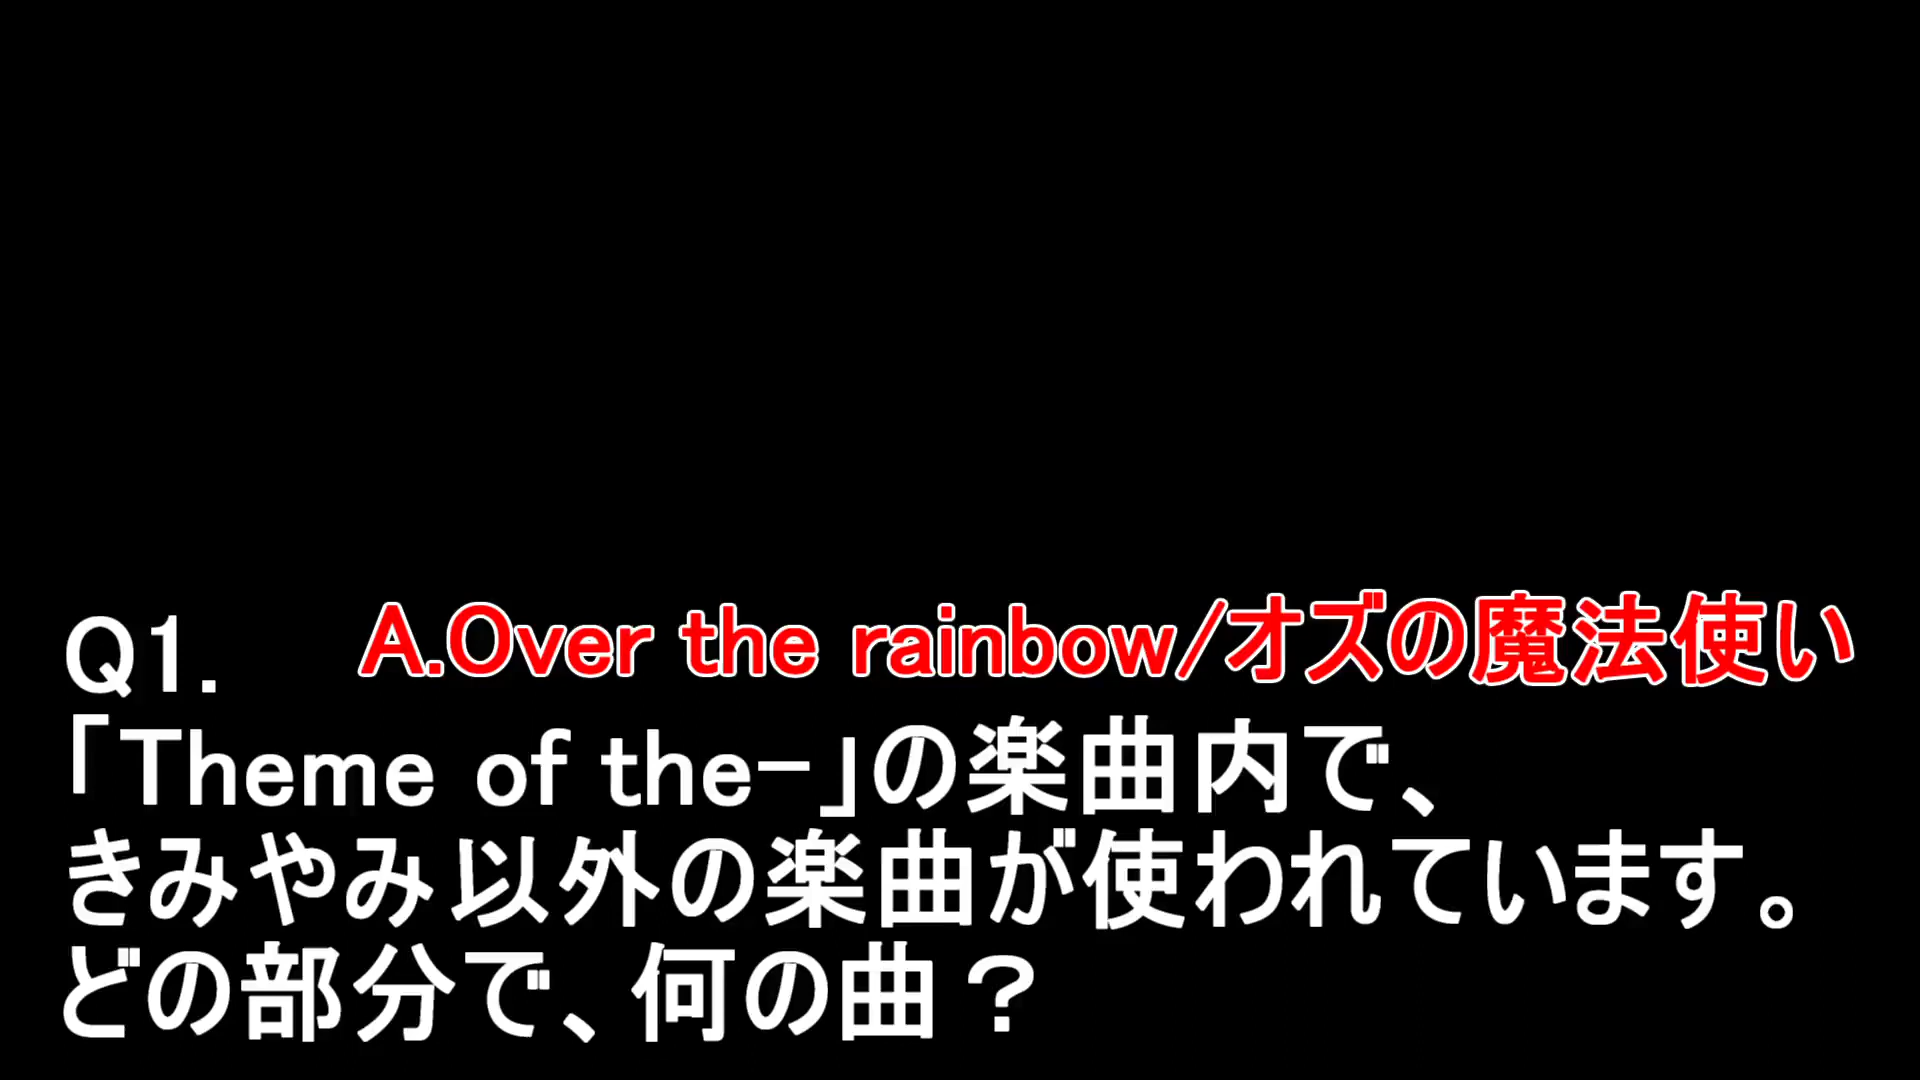 Q1.
A.Over the rainbow/オズの魔法使い
「Theme of the-」の楽曲内で、
きみやみ以外の楽曲が使われています。
どの部分で、何の曲？